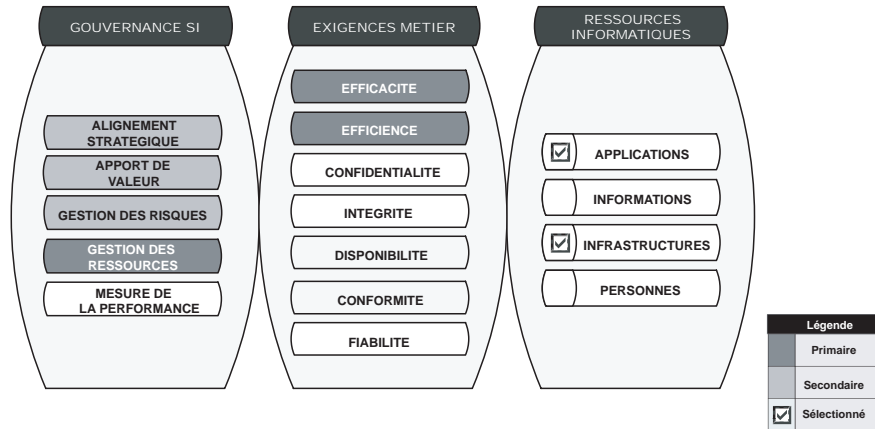 GOUVERNANCE SI
ALIGNEMENT
STRATEGIQUE
APPORT DE
VALEUR
GESTION DES RISQUES
GESTION DES
RESSOURCES
MESURE DE
LA PERFORMANCE
EXIGENCES METIER
EFFICACITE
EFFICIENCE
CONFIDENTIALITE
INTEGRITE
DISPONIBILITE
CONFORMITE
FIABILITE
RESSOURCES
INFORMATIQUES
APPLICATIONS
INFORMATIONS
INFRASTRUCTURES
PERSONNES
Légende
Primaire
Secondaire
Sélectionné